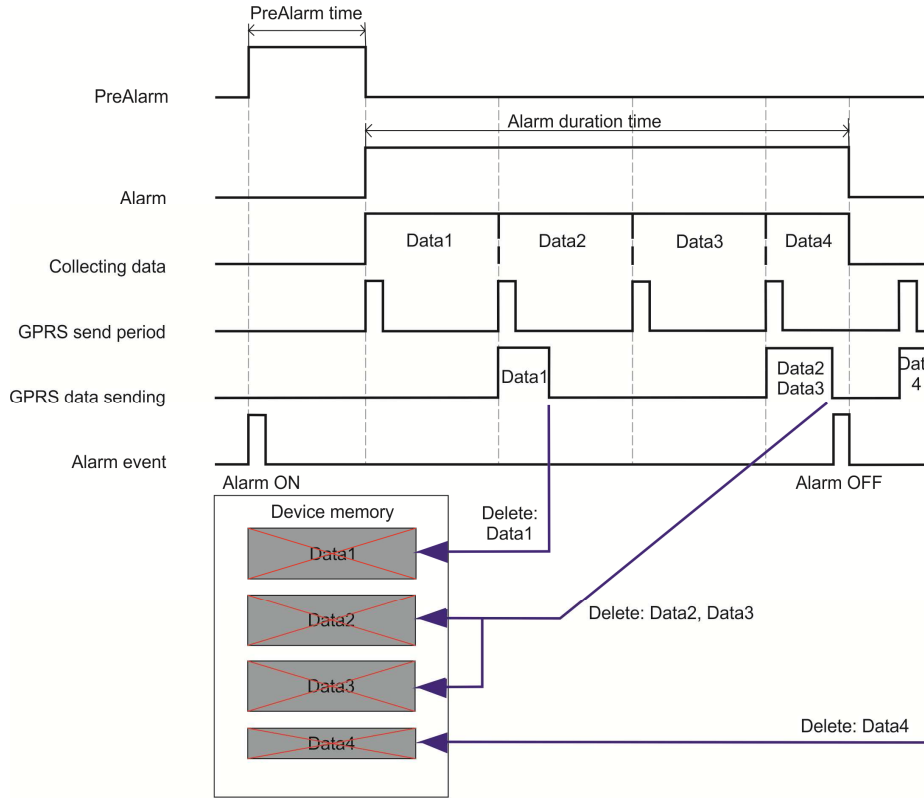 PreAlarm time
PreAlarm
Alarm duration time
Alarm
Data1 Data2 Data3 Data4
Collecting data
GPRS send period
Data1
Data2
Data3
Dat
4
GPRS data sending
Alarm event
Alarm ON
Alarm OFF
Device memory
Delete:
Data1
Data1
Data2
Delete: Data2, Data3
Data3
Delete: Data4
Data4